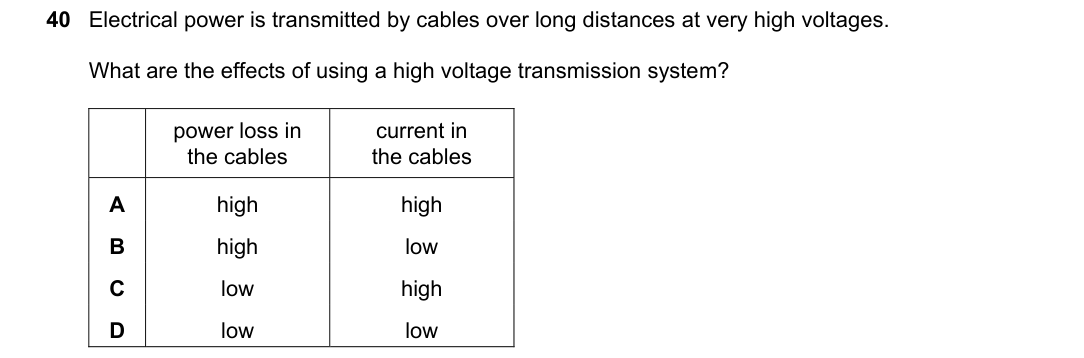 40 Electrical power is transmitted by cables over long distances at very high voltages.
What are the effects of using a high voltage transmission system?
power loss in the cables current in the cables
A high high
B high low
C low high
D low low